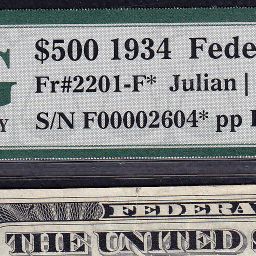 $500 1934 Fede
Fr#2201-F* Julian |
S/N F00002604* pp
FEDERA
THE UNITED S